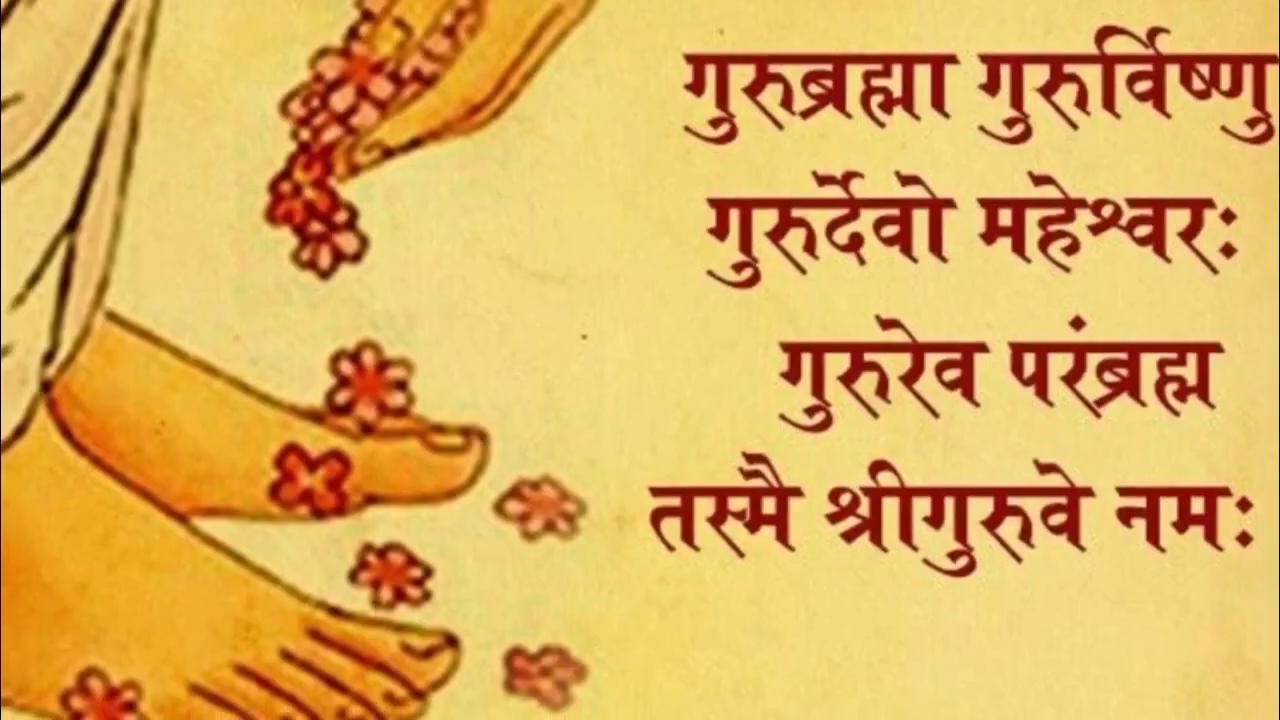 गुरुब्रह्मा गुरुर्विष्णु
गुरुर्देवो महेश्वरः
गुरुरेव परंब्रह्म
तस्मै श्रीगुरुवे नमः